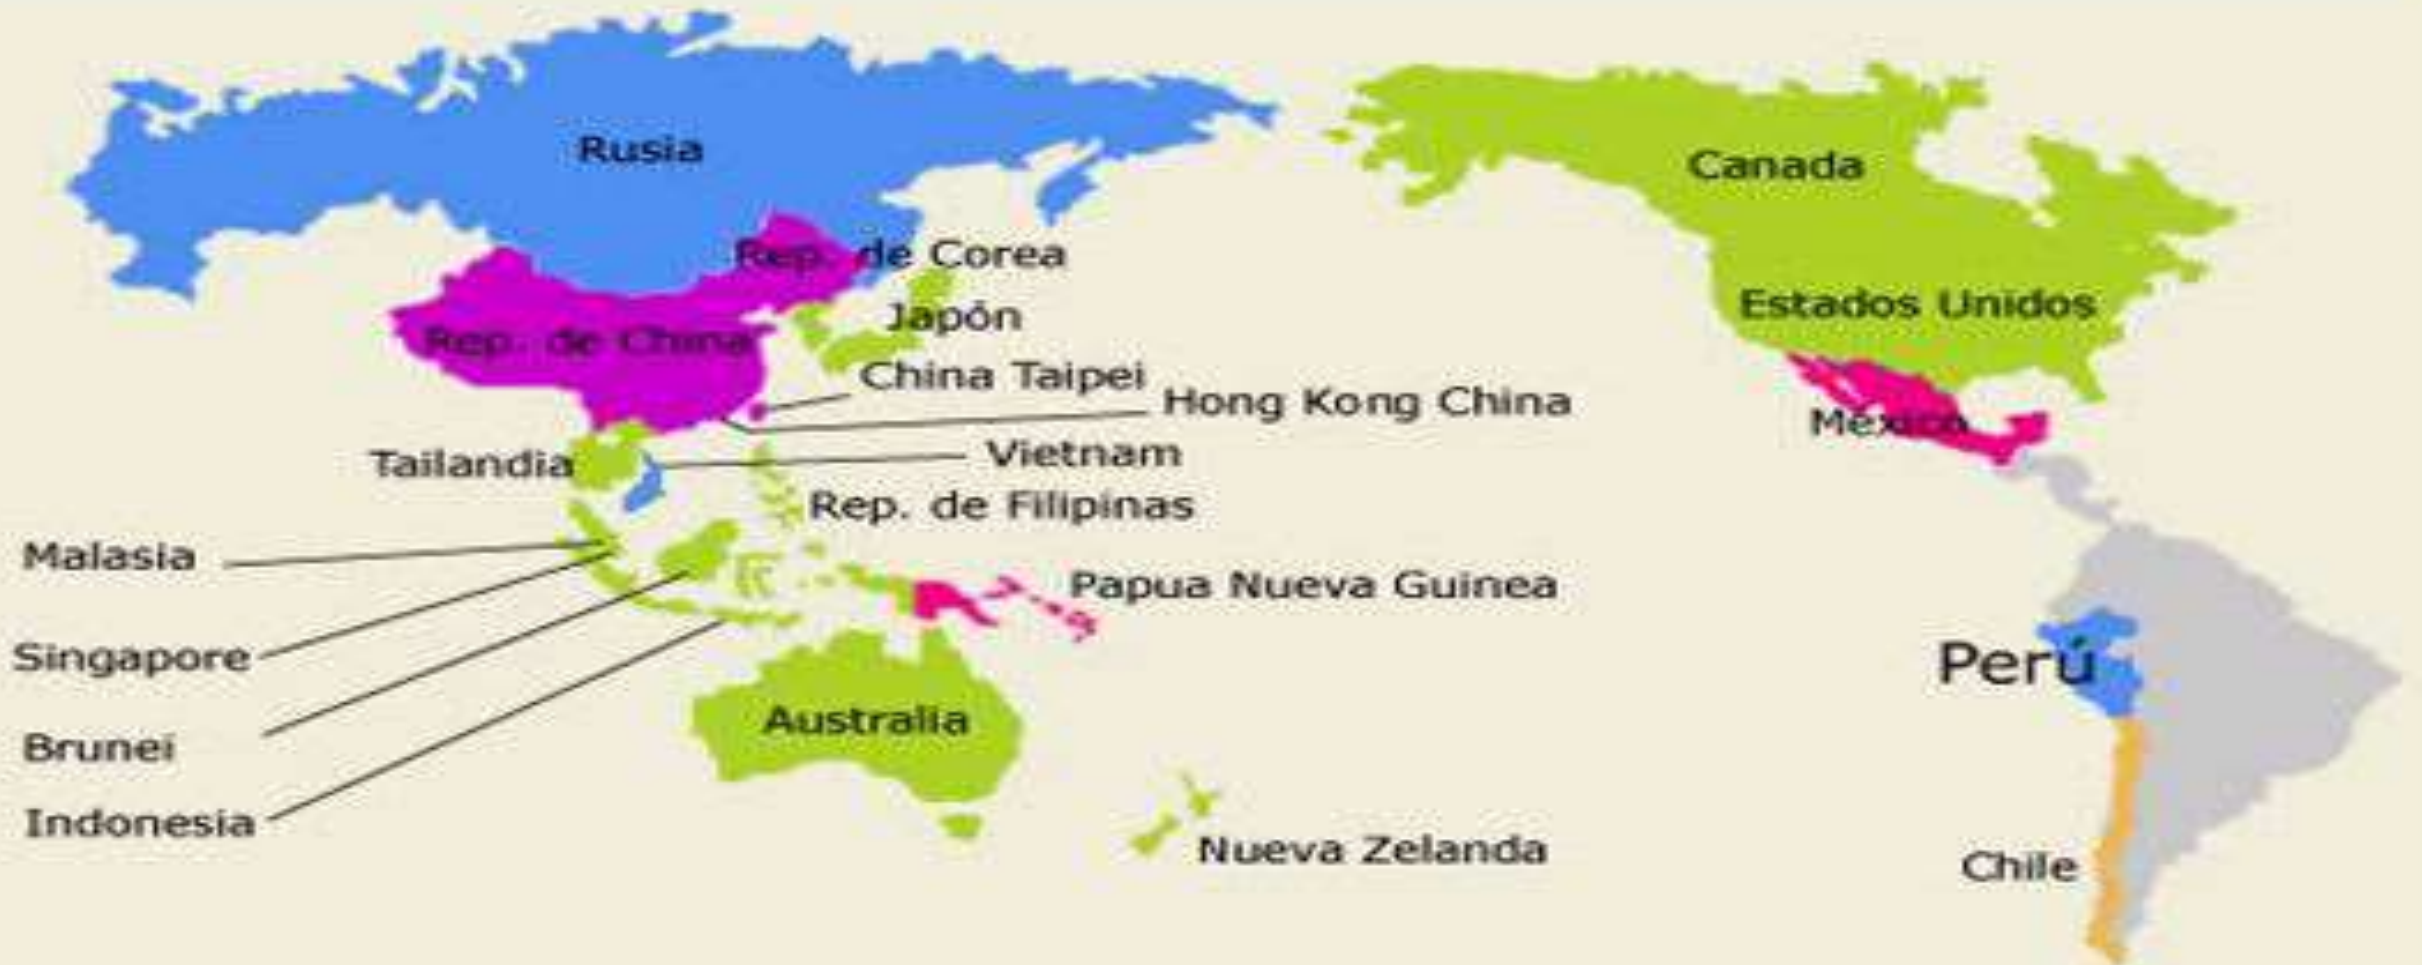 Rusia
Canada
Rep. de Corea
Estados Unidos
Japón
Rep. de China
China Taipei
Hong Kong China
México
Vietnam
Tailandia
Rep. de Filipinas
Malasia
Papua Nueva Guinea
Singapore
Perú
Australia
Brunei
Indonesia
Nueva Zelanda
Chile